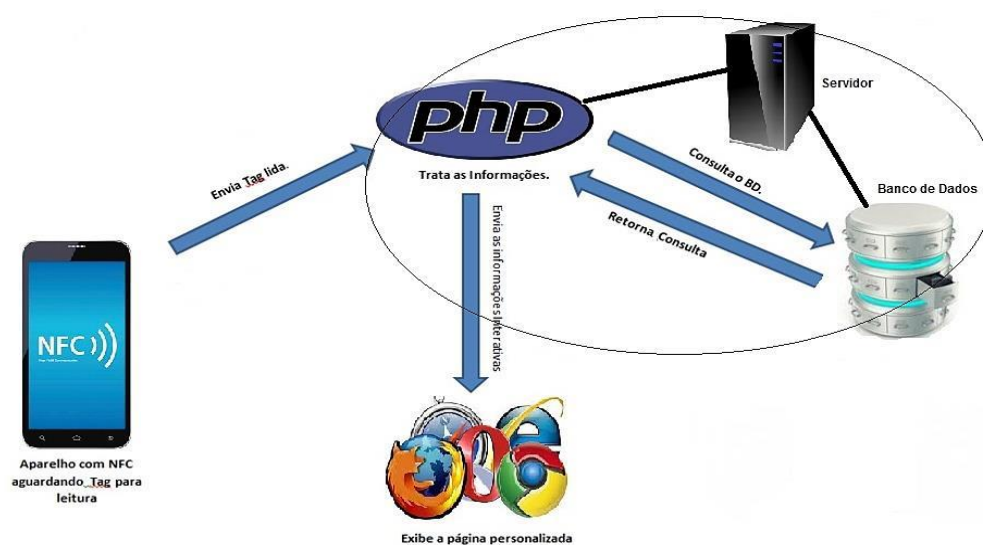 php
Servidor
Trata as Informações.
Consulta o BD.
Banco de Dados
Envia Tag lida.
Retorna Consulta
Envia as informações Interativas
NFC
Aparelho com NFC
aguardando Tag para
leitura
Exibe a página personalizada